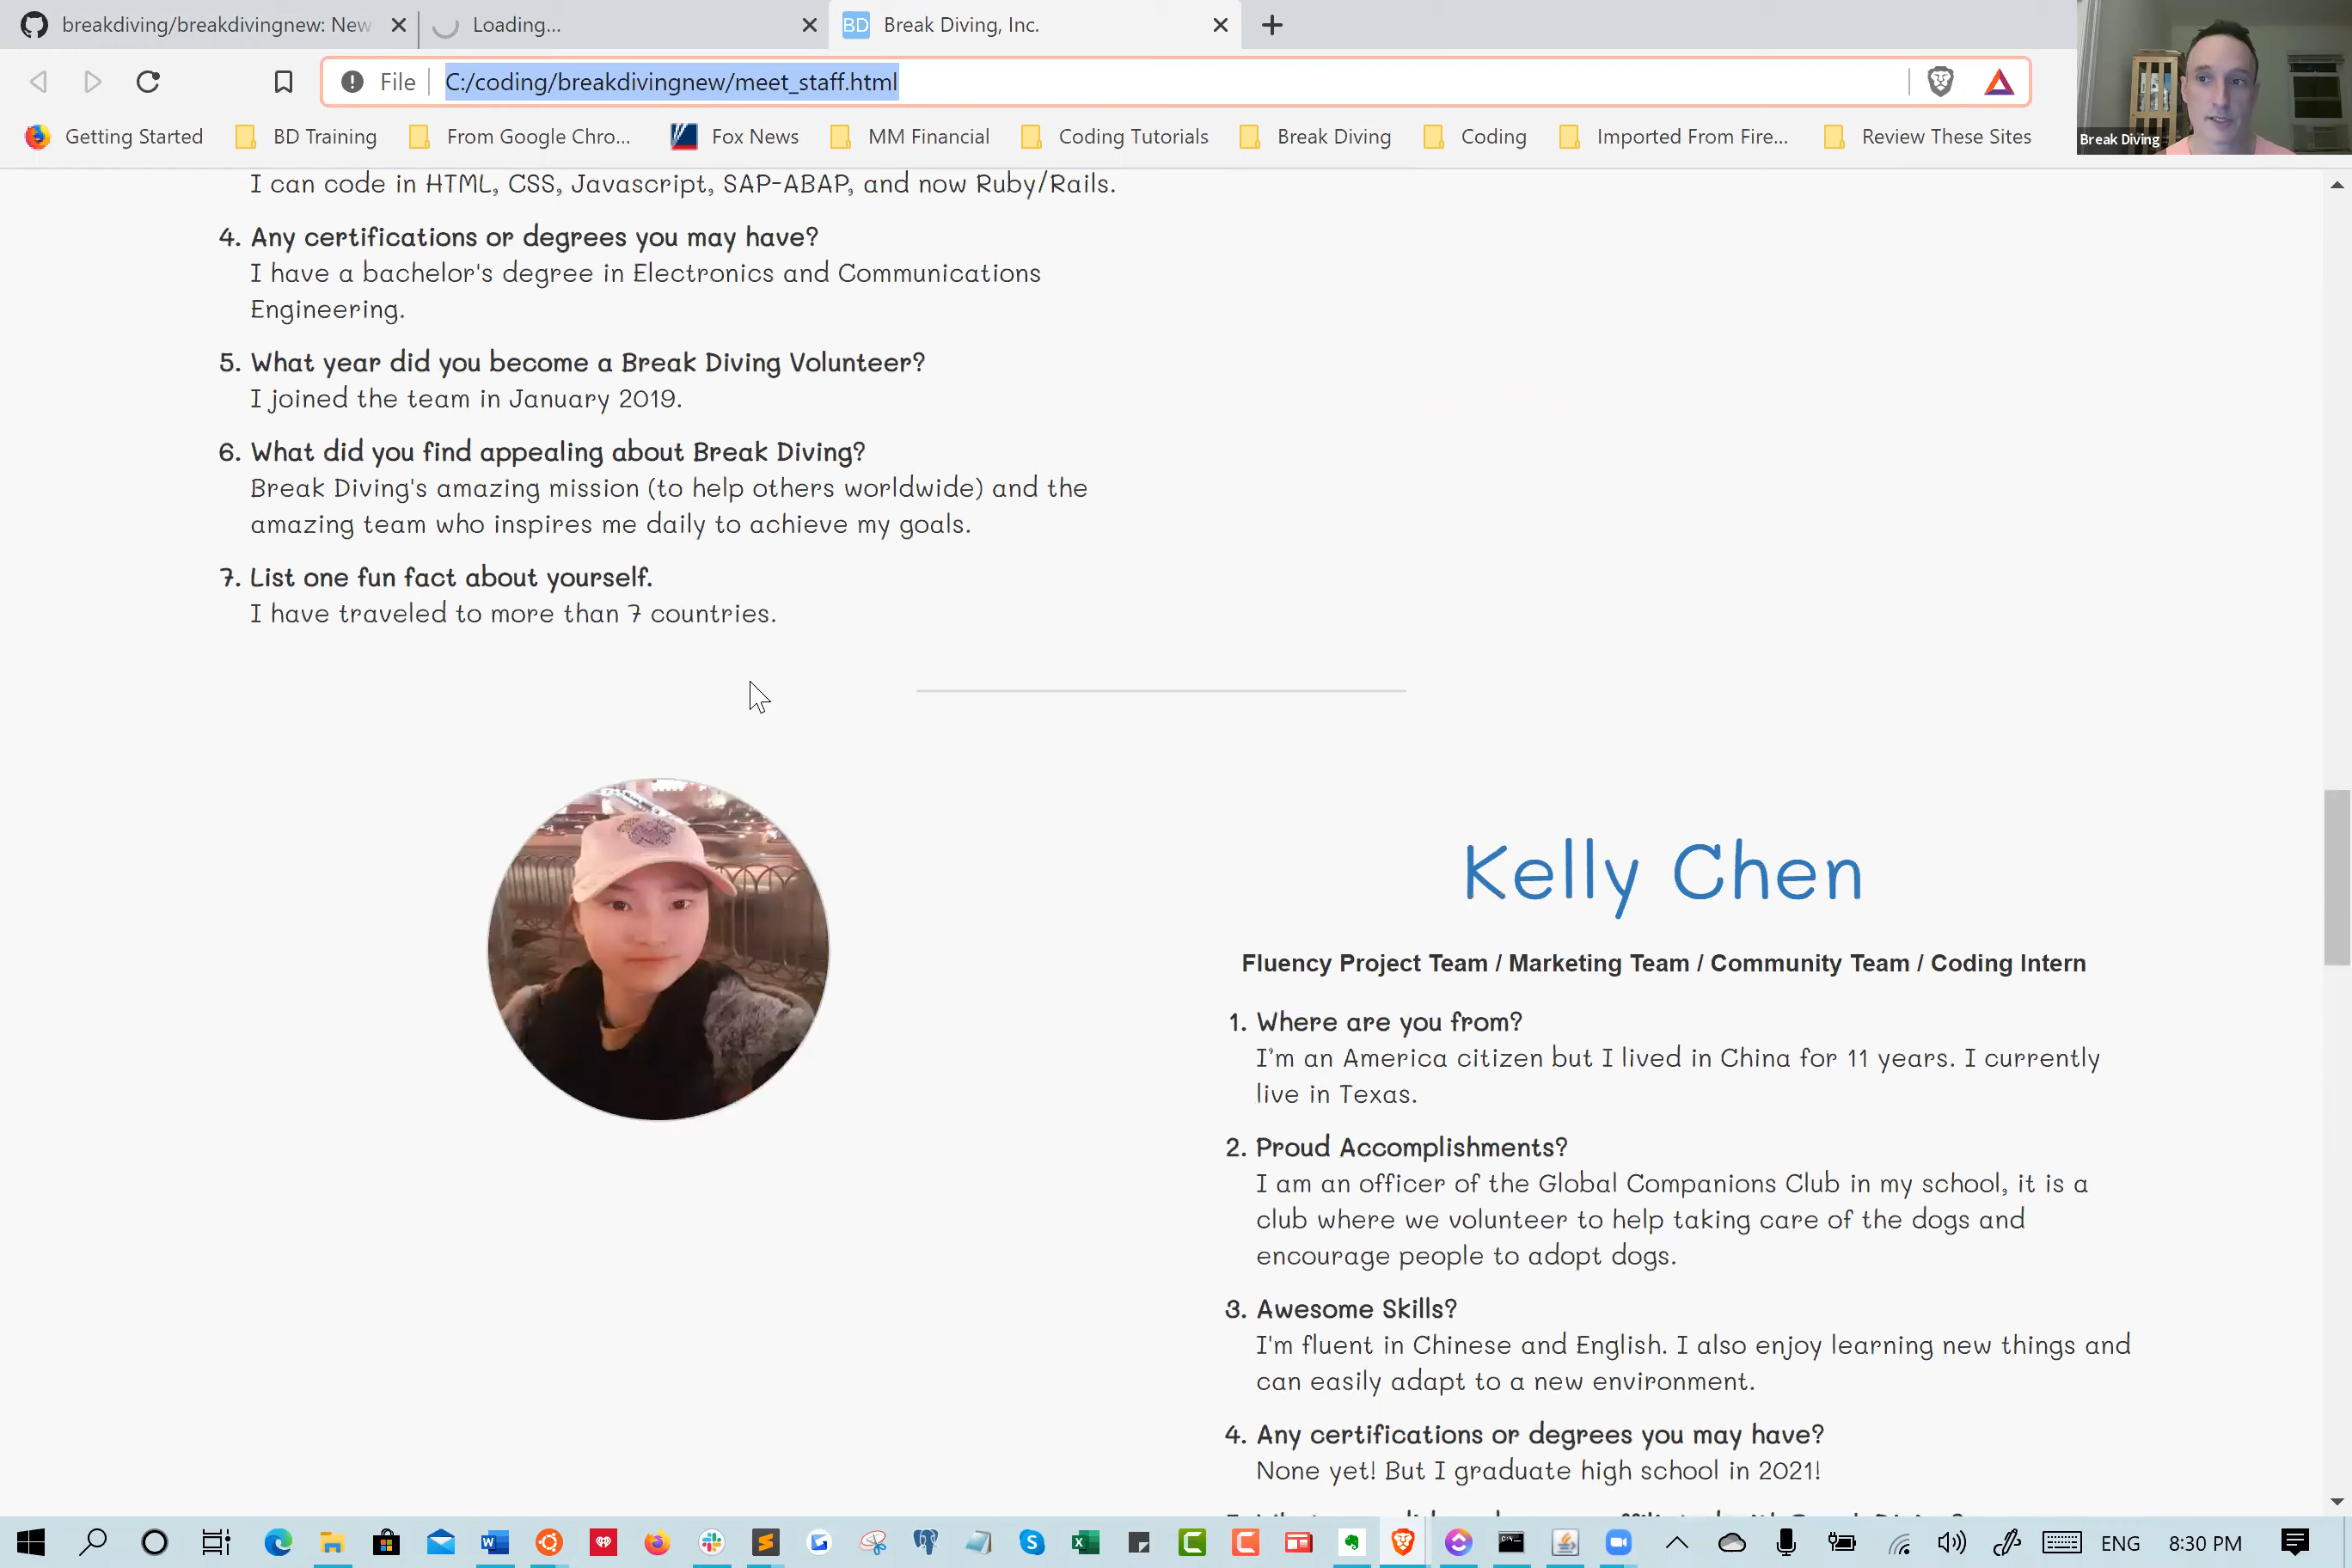 breakdiving/breakdivingnew: New
Loading...
BD Break Diving, Inc.
File C:/coding/breakdivingnew/meet_staff.html
Getting Started
BD Training
From Google Chro...
Fox News
MM Financial
Coding Tutorials
Break Diving
Coding
Imported From Fire...
Review These Sites
Break Diving
I can code in HTML, CSS, Javascript, SAP-ABAP, and now Ruby/Rails.
4. Any certifications or degrees you may have?
I have a bachelor's degree in Electronics and Communications
Engineering.
5. What year did you become a Break Diving Volunteer?
I joined the team in January 2019.
6. What did you find appealing about Break Diving?
Break Diving's amazing mission (to help others worldwide) and the
amazing team who inspires me daily to achieve my goals.
7. List one fun fact about yourself.
I have traveled to more than 7 countries.
Kelly Chen
Fluency Project Team / Marketing Team / Community Team / Coding Intern
1. Where are you from?
I'm an America citizen but I lived in China for 11 years. I currently
live in Texas.
2. Proud Accomplishments?
I am an officer of the Global Companions Club in my school, it is a
club where we volunteer to help taking care of the dogs and
encourage people to adopt dogs.
3. Awesome Skills?
I'm fluent in Chinese and English. I also enjoy learning new things and
can easily adapt to a new environment.
4. Any certifications or degrees you may have?
None yet! But I graduate high school in 2021!
ENG
8:30 PM